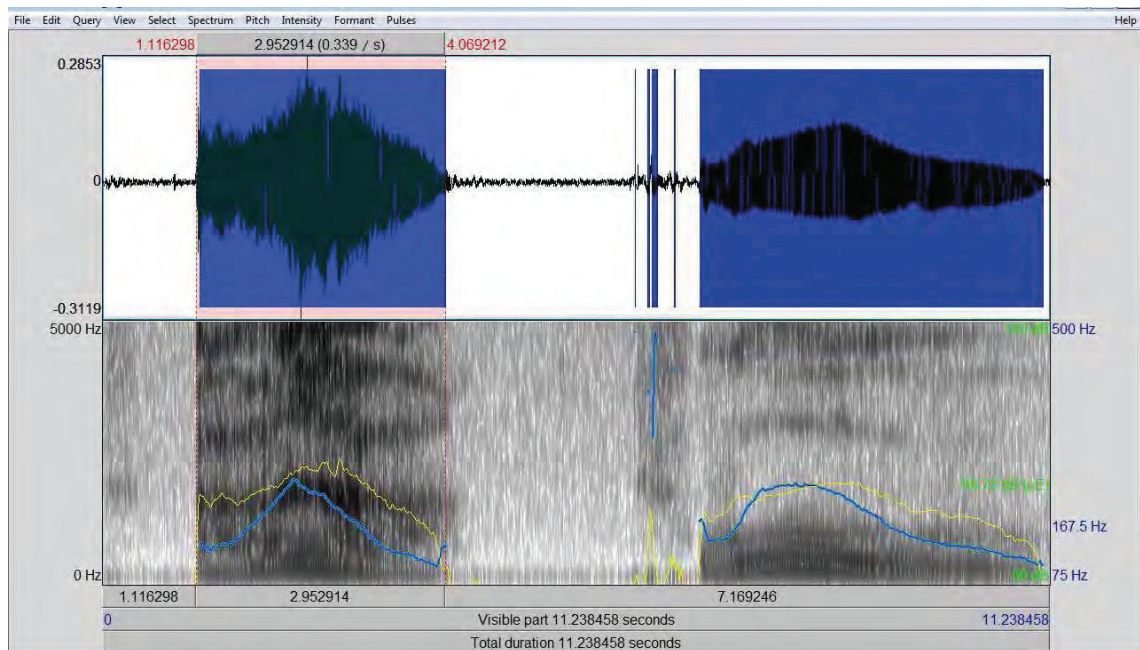 File Edit Query View Select Spectrum Pitch Intensity Formant Pulses Help
1.116298 2.952914 (0.339 / s) 4.069212
0.2853
0
-0.3119
5000 Hz 500 Hz
167.5 Hz
0 Hz 75 Hz
1.116298 2.952914 7.169246
0 Visible part 11.238458 seconds 11.238458
Total duration 11.238458 seconds